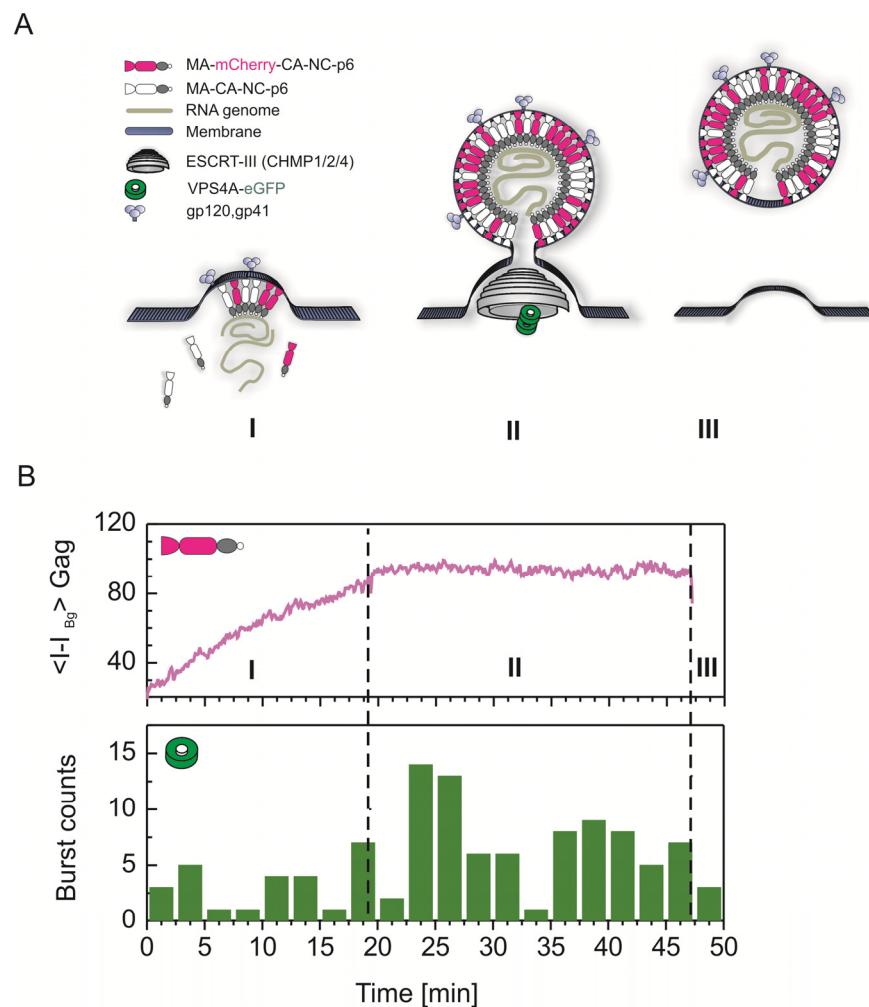 A
MA-mCherry-CA-NC-p6
MA-CA-NC-p6
RNA genome
Membrane
ESCRT-III (CHMP1/2/4)
VPS4A-eGFP
gp120,gp41
I
II
III
B
<I-I Bg> Gag
120
80
40
I
II
III
Burst counts
15
10
5
0
0
5
10
15
20
25
30
35
40
45
50
Time [min]